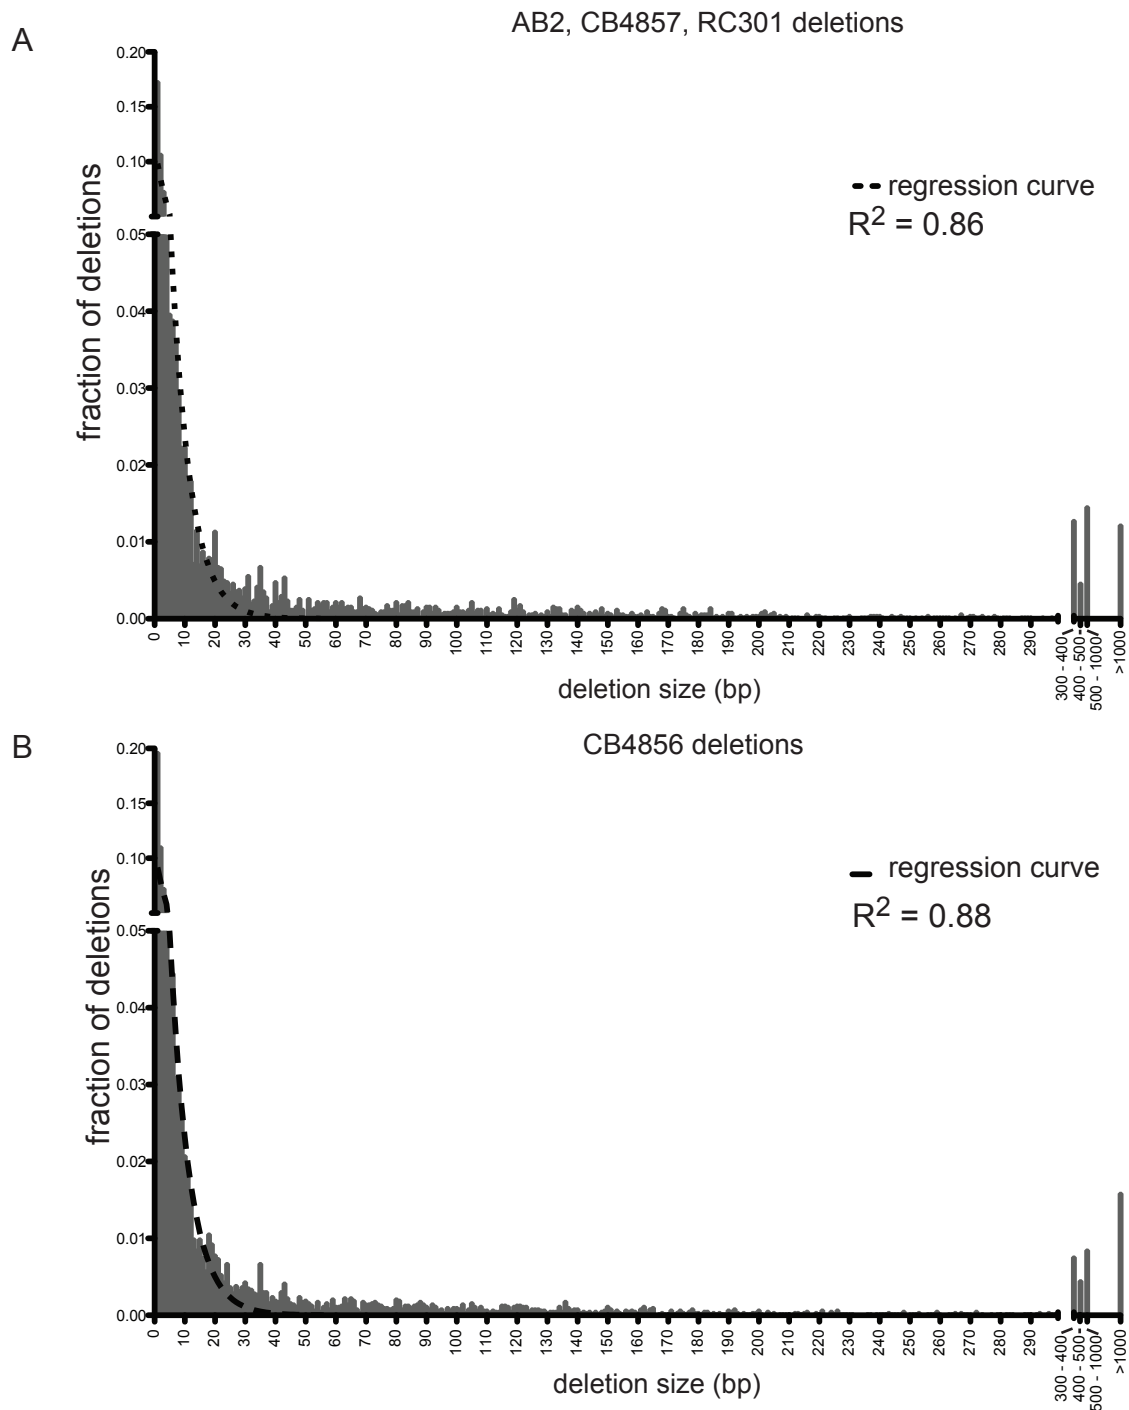 A
AB2, CB4857, RC301 deletions
fraction of deletions
0.20
0.15
0.10
0.05
0.04
0.03
0.02
0.01
0.00
regression curve
R² = 0.86
0 10 20 30 40 50 60 70 80 90 100 110 120 130 140 150 160 170 180 190 200 210 220 230 240 250 260 270 280 290 300 - 400 400 - 500 500 - 1000 >1000
deletion size (bp)
B
CB4856 deletions
fraction of deletions
0.20
0.15
0.10
0.05
0.04
0.03
0.02
0.01
0.00
regression curve
R² = 0.88
0 10 20 30 40 50 60 70 80 90 100 110 120 130 140 150 160 170 180 190 200 210 220 230 240 250 260 270 280 290 300 - 400 400 - 500 500 - 1000 >1000
deletion size (bp)